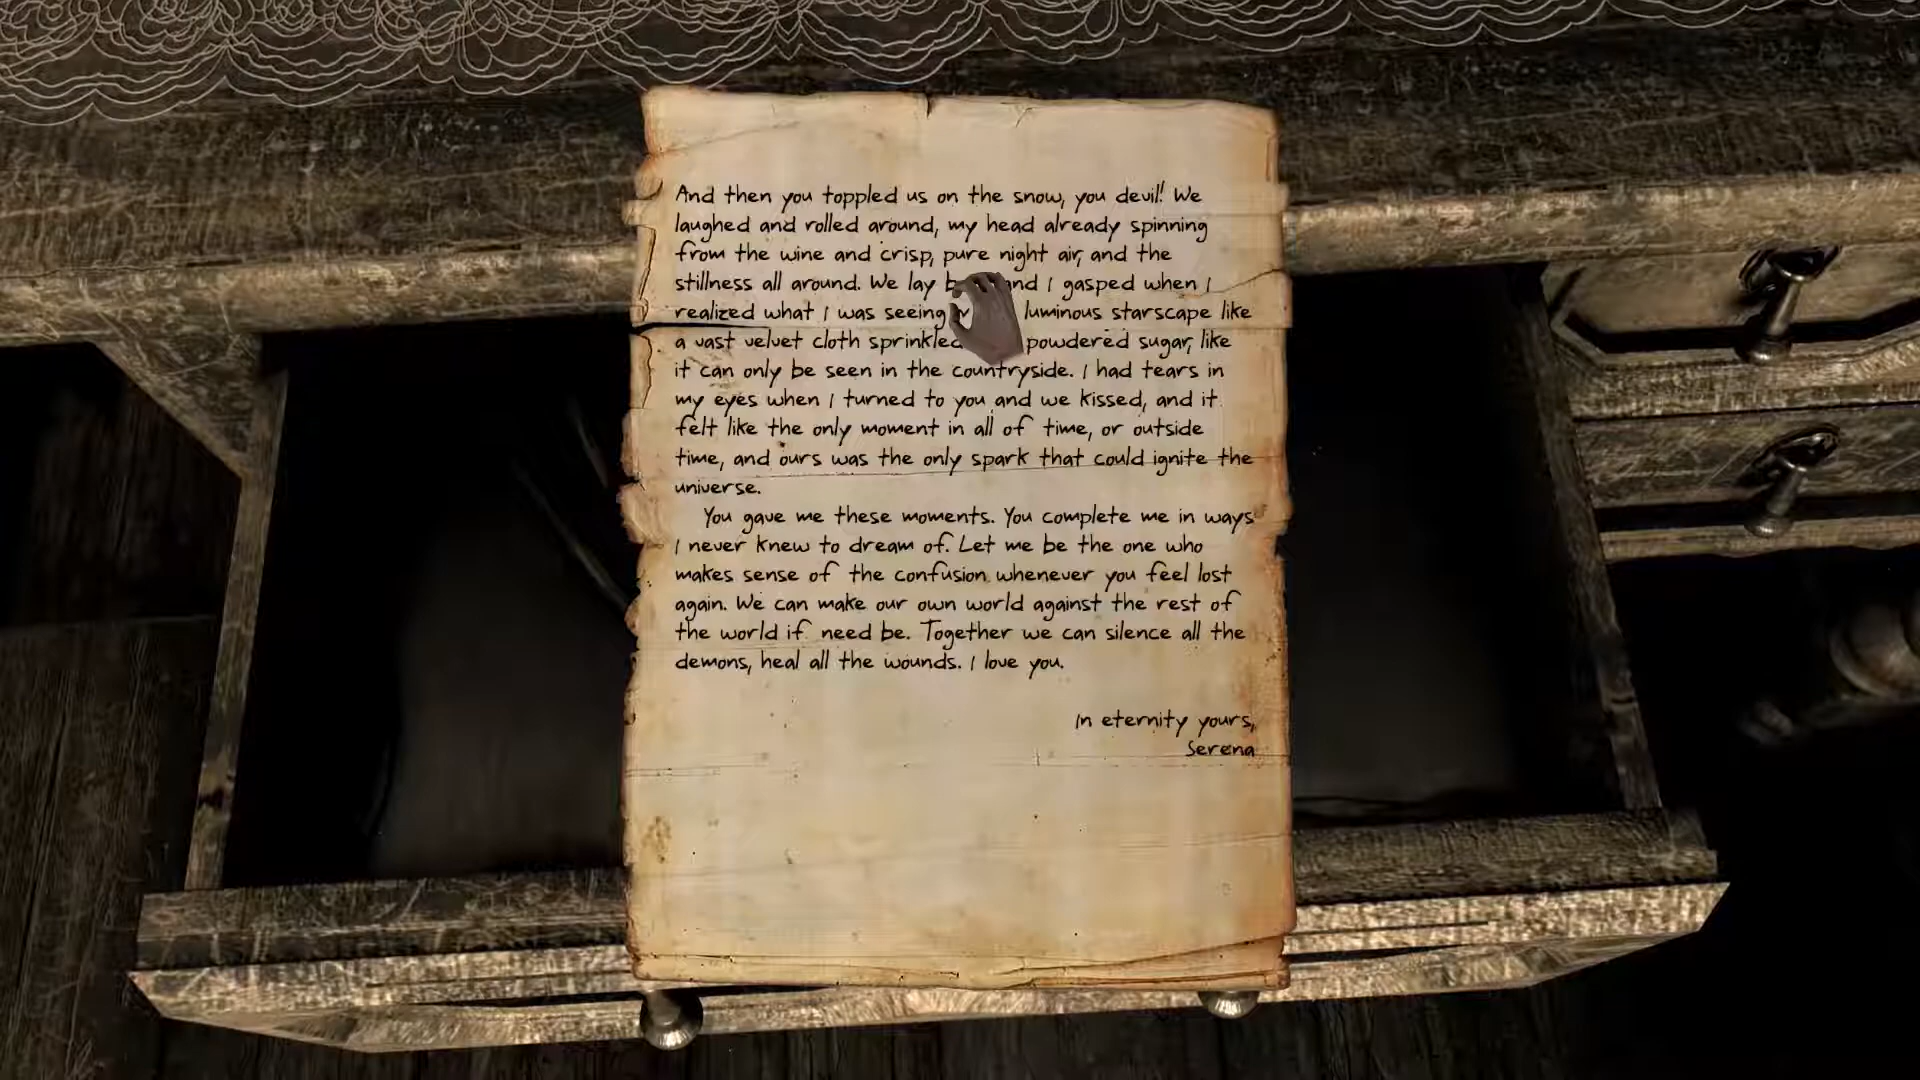 And then you toppled us on the snow, you devil! We
laughed and rolled around, my head already spinning
from the wine and crisp, pure night air, and the
stillness all around. We lay and I gasped when I
realized what I was seeing luminous starscape like
a vast velvet cloth sprinkled powdered sugar, like
it can only be seen in the countryside. I had tears in
my eyes when I turned to you and we kissed, and it
felt like the only moment in all of time, or outside
time, and ours was the only spark that could ignite the
universe.
You gave me these moments. You complete me in ways
I never knew to dream of. Let me be the one who
makes sense of the confusion whenever you feel lost
again. We can make our own world against the rest of
the world if need be. Together we can silence all the
demons, heal all the wounds. I love you.
In eternity yours,
Serena